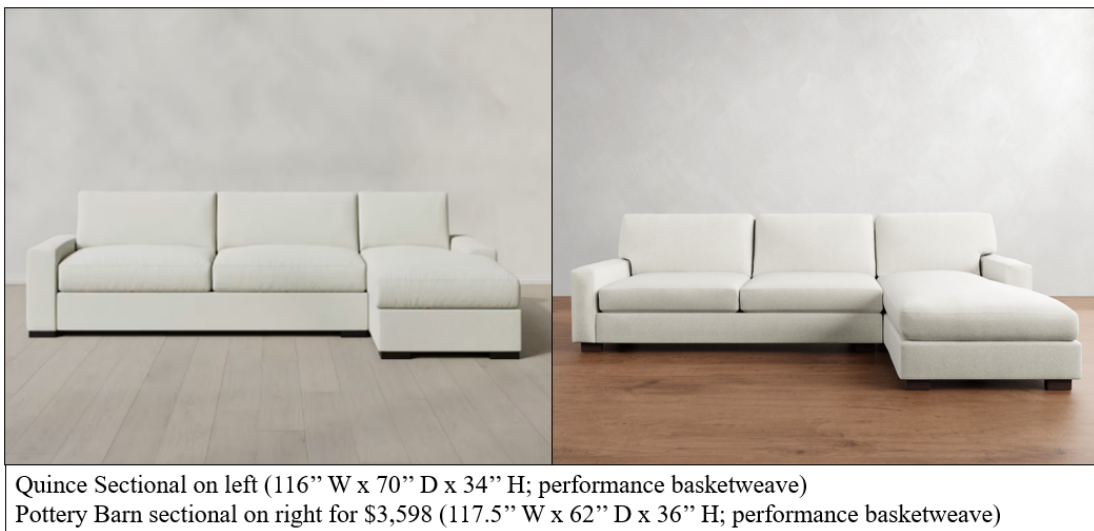 Quince Sectional on left (116’’ W x 70’’ D x 34’’ H; performance basketweave)
Pottery Barn sectional on right for $3,598 (117.5’’ W x 62’’ D x 36’’ H; performance basketweave)